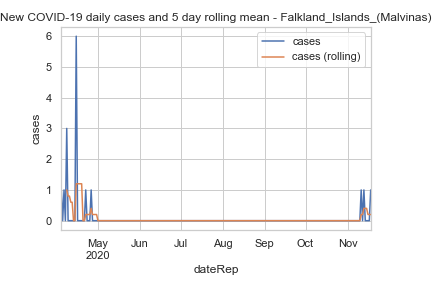 New COVID-19 daily cases and 5 day rolling mean - Falkland_Islands_(Malvinas)
cases
cases (rolling)
6
5
4
3
2
1
0
cases
May
2020
Jun
Jul
Aug
Sep
Oct
Nov
dateRep